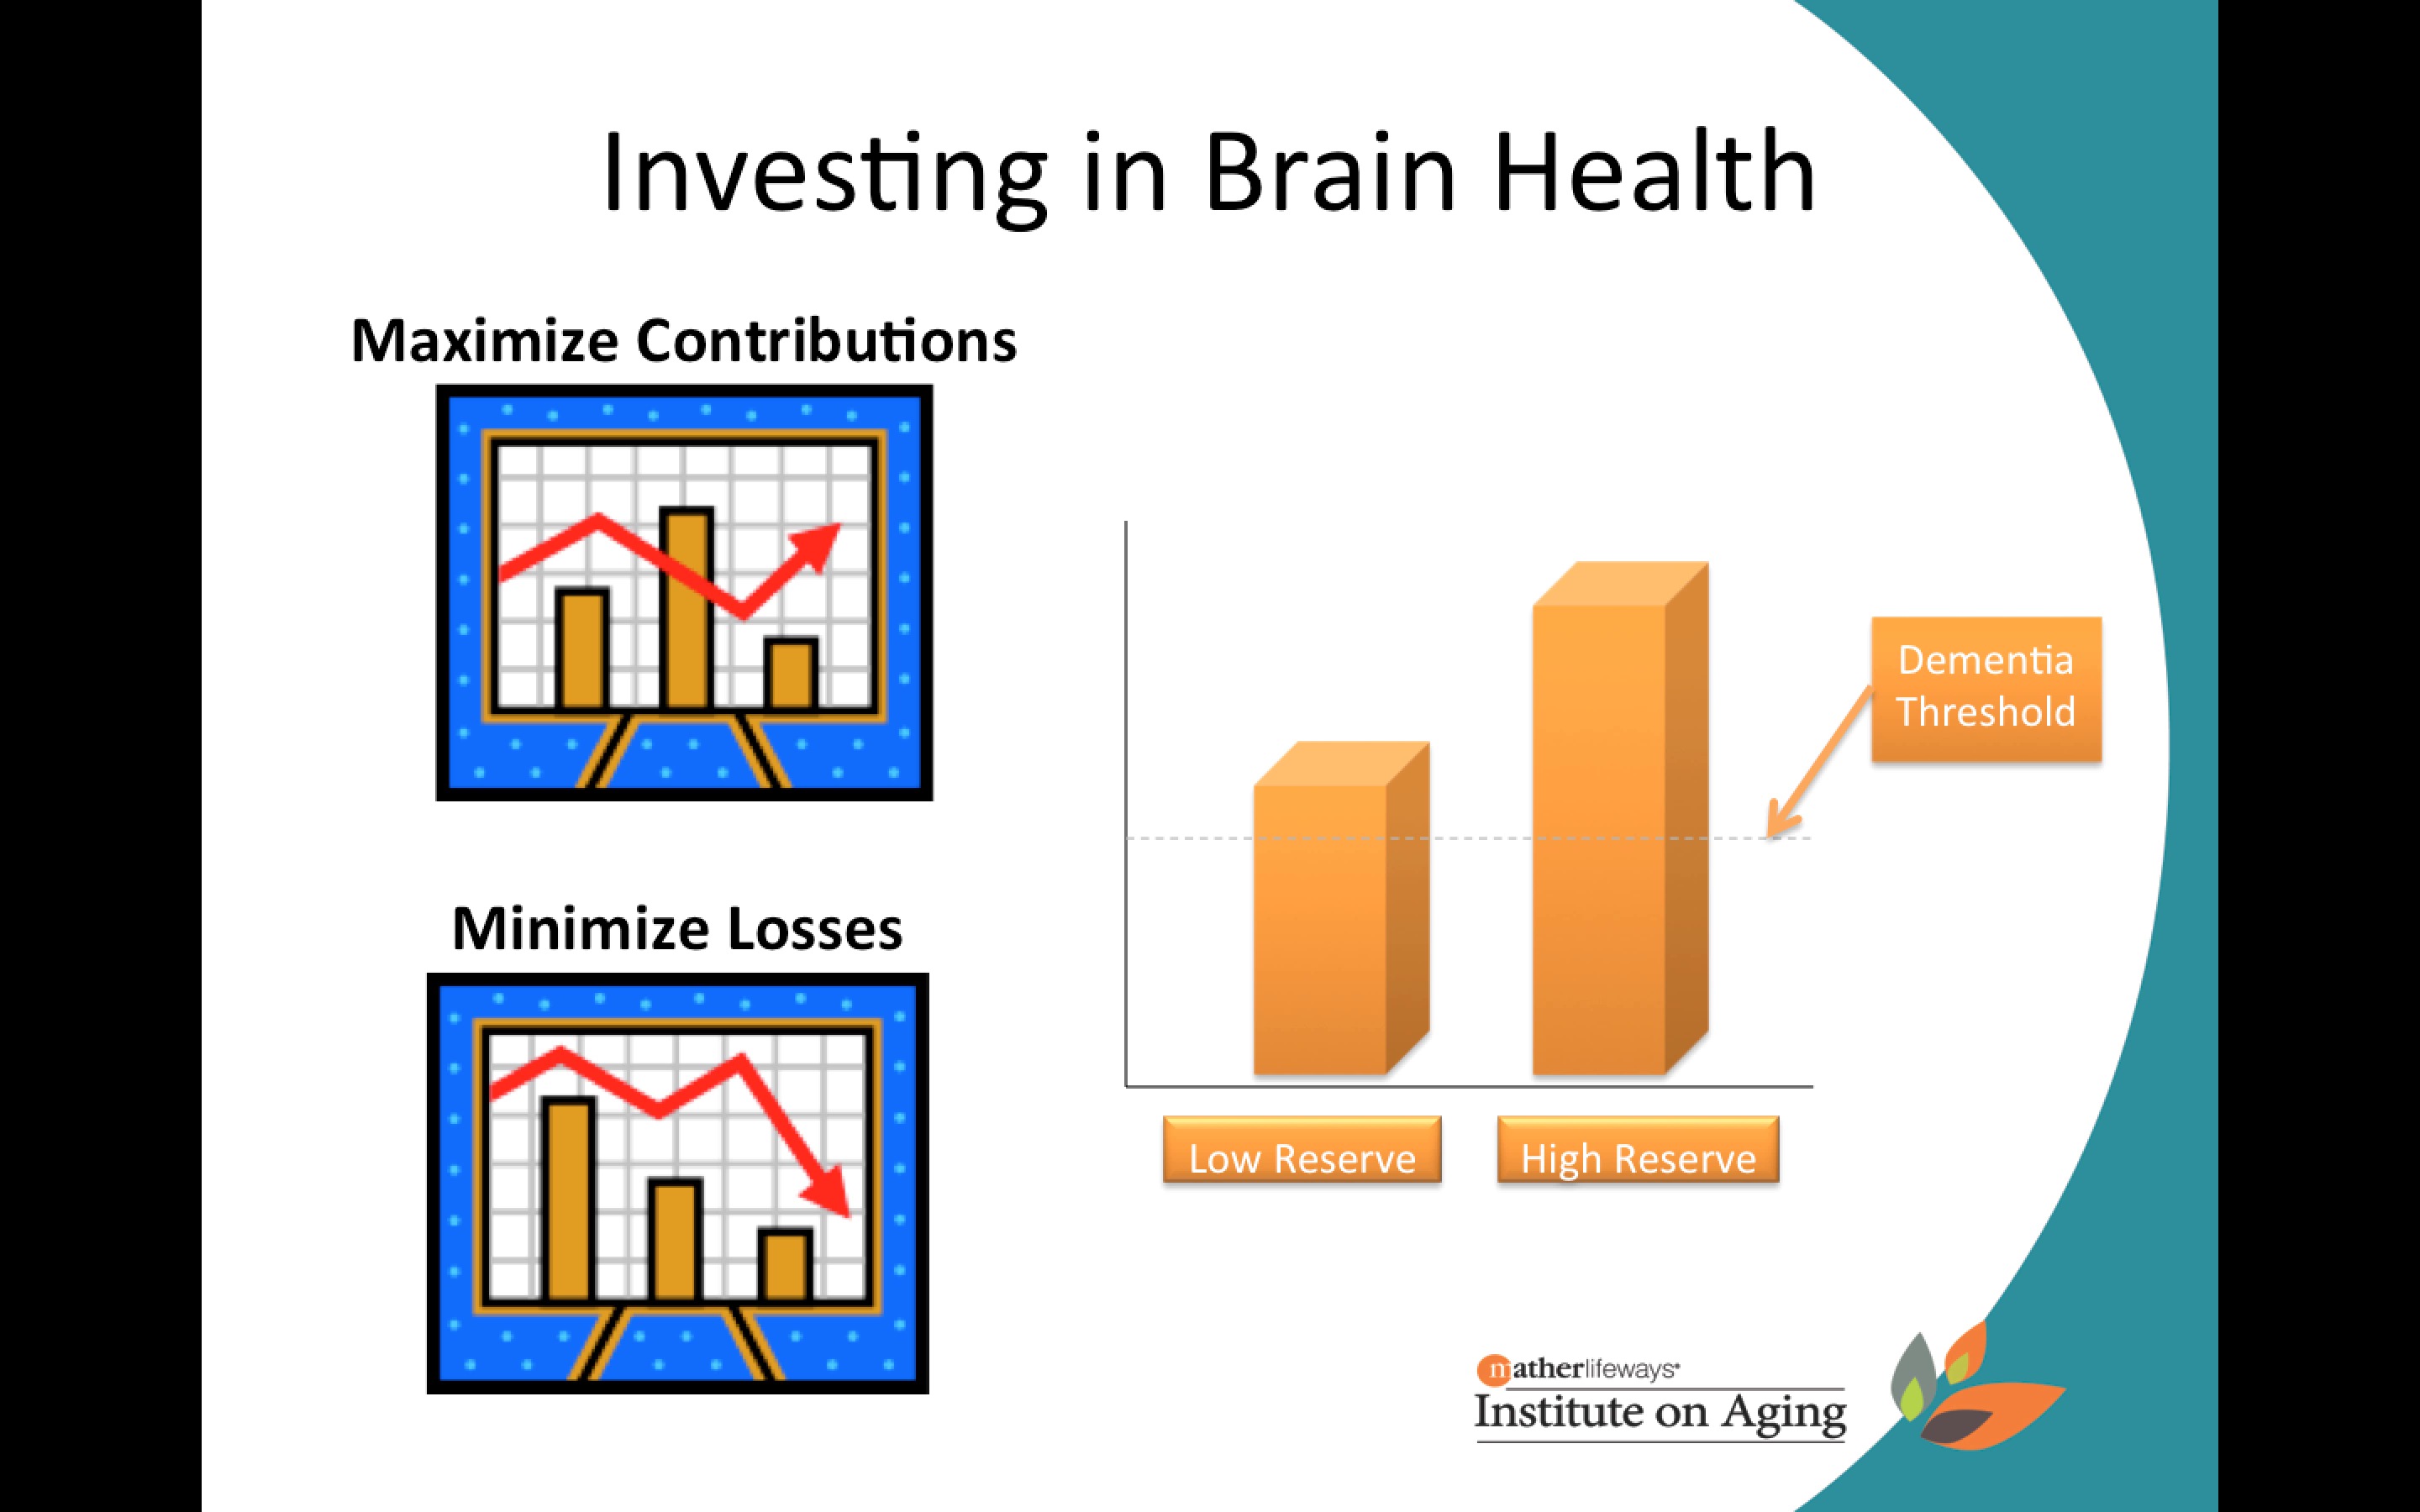 Investing in Brain Health
Maximize Contributions
Minimize Losses
Dementia
Threshold
Low Reserve
High Reserve
matherlifeways
Institute on Aging